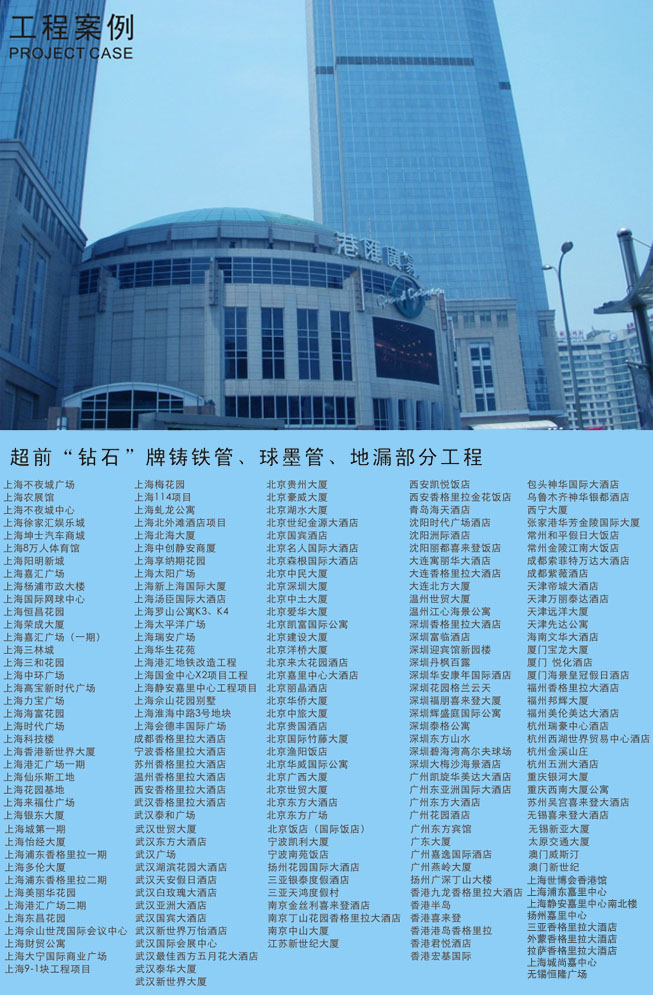 工程案例
PROJECT CASE
港匯廣場
超前“钻石”牌铸铁管、球墨管、地漏部分工程
上海不夜城广场
上海农展馆
上海不夜城中心
上海徐家汇娱乐城
上海坤士汽车商城
上海8万人体育馆
上海阳明新城
上海嘉汇广场
上海杨浦市政大楼
上海国际网球中心
上海恒昌花园
上海荣成大厦
上海嘉汇广场（一期）
上海三林城
上海三和花园
上海中环广场
上海高宝新时代广场
上海力宝广场
上海海富花园
上海时代广场
上海科技楼
上海香港新世界大厦
上海港汇广场一期
上海仙乐斯工地
上海花园基地
上海来福仕广场
上海银东大厦
上海城第一期
上海怡经大厦
上海浦东香格里拉一期
上海多伦大厦
上海浦东香格里拉二期
上海美丽华花园
上海港汇广场二期
上海东昌花园
上海佘山世茂国际会议中心
上海财贸公寓
上海大宁国际商业广场
上海9-1块工程项目
上海梅花园
上海114项目
上海虬龙公寓
上海北外滩酒店项目
上海北海大厦
上海中创静安商厦
上海享纳期花园
上海太阳广场
上海新上海国际大厦
上海汤臣国际大酒店
上海罗山公寓K3、K4
上海太平洋广场
上海瑞安广场
上海华生花苑
上海港汇地铁改造工程
上海国金中心X2项目工程
上海静安嘉里中心工程项目
上海佘山花园别墅
上海淮海中路3号地块
上海会德丰国际广场
成都香格里拉大酒店
宁波香格里拉大酒店
苏州香格里拉大酒店
温州香格里拉大酒店
西安香格里拉大酒店
武汉香格里拉大酒店
武汉泰和广场
武汉世贸大厦
武汉东方大酒店
武汉广场
武汉湖滨花园大酒店
武汉天安假日酒店
武汉白玫瑰大酒店
武汉亚洲大酒店
武汉国宾大酒店
武汉新世界万怡酒店
武汉国际会展中心
武汉最佳西方五月花大酒店
武汉泰华大厦
武汉新世界大厦
北京贵州大厦
北京豪威大厦
北京湖水大厦
北京世纪金源大酒店
北京国宾酒店
北京名人国际大酒店
北京森根国际大酒店
北京中民大厦
北京深圳大厦
北京中土大厦
北京爱华大厦
北京凯富国际公寓
北京建设大厦
北京洋桥大厦
北京来太花园酒店
北京嘉里中心大酒店
北京丽晶酒店
北京华侨大厦
北京中旅大厦
北京贵国酒店
北京国际竹藤大厦
北京渔阳饭店
北京华威国际公寓
北京广西大厦
北京世贸大厦
北京东方大酒店
北京东方广场
北京饭店（国际饭店）
宁波凯利大厦
宁波南苑饭店
扬州花园国际大酒店
三亚银泰度假酒店
三亚天鸿度假村
南京金丝利喜来登酒店
南京丁山花园香格里拉大酒店
南京中山大厦
江苏新世纪大厦
西安凯悦饭店
西安香格里拉金花饭店
青岛海天酒店
沈阳时代广场酒店
沈阳洲际酒店
沈阳丽都喜来登饭店
大连寓丽华大酒店
大连香格里拉大酒店
大连北方大厦
温州世贸大厦
温州江心海景公寓
深圳香格里拉大酒店
深圳富临酒店
深圳迎宾馆新园楼
深圳丹枫百露
深圳华安康年国际酒店
深圳花园格兰云天
深圳福朋喜来登大厦
深圳辉盛庭国际公寓
深圳泰格公寓
深圳东方山水
深圳碧海湾高尔夫球场
深圳大梅沙海景酒店
广州凯旋华美达大酒店
广州东亚洲国际大酒店
广州东方大酒店
广州花园酒店
广州东方宾馆
广东大厦
广州嘉逸国际酒店
广州燕岭大厦
扬州广深丁山大楼
香港九龙香格里拉大酒店
香港半岛
香港喜来登
香港港岛香格里拉
香港君悦酒店
香港宏基国际
包头神华国际大酒店
乌鲁木齐神华银都酒店
西宁大厦
张家港华芳金陵国际大厦
常州和平假日大饭店
常州金陵江南大饭店
成都索菲特万达大酒店
成都紫薇酒店
天津帝城大酒店
天津万丽泰达酒店
天津远洋大厦
天津先达公寓
海南文华大酒店
厦门宝龙大厦
厦门 悦化酒店
厦门海景皇冠假日酒店
福州香格里拉大酒店
福州邦辉大厦
福州美伦美达大酒店
杭州瑞豪中心酒店
杭州西湖世界贸易中心酒店
杭州金溪山庄
杭州五洲大酒店
重庆银河大厦
重庆西南大厦公寓
苏州吴宫喜来登大酒店
无锡喜来登大酒店
无锡新亚大厦
太原交通大厦
澳门威斯汀
澳门新世纪
上海世博会香港馆
上海浦东嘉里中心
上海静安嘉里中心南北楼
扬州嘉里中心
三亚香格里拉大酒店
外蒙香格里拉大酒店
拉萨香格里拉大酒店
上海城尚嘉中心
无锡恒隆广场